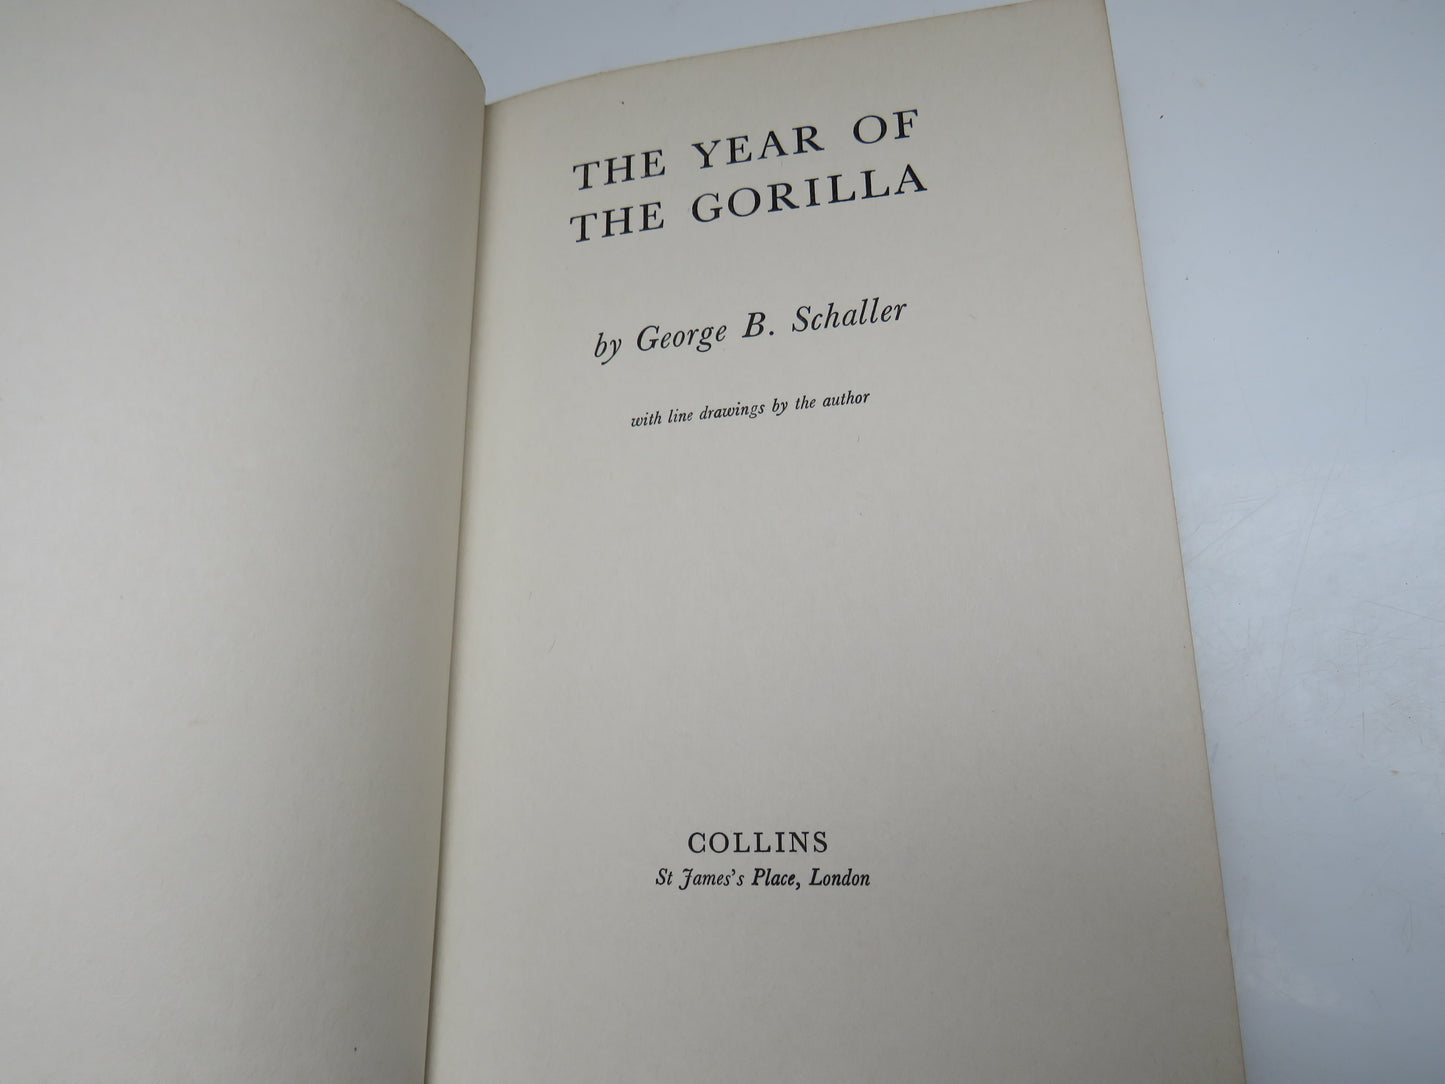 THE YEAR OF
THE GORILLA
by George B. Schaller
with line drawings by the author
COLLINS
St James's Place, London